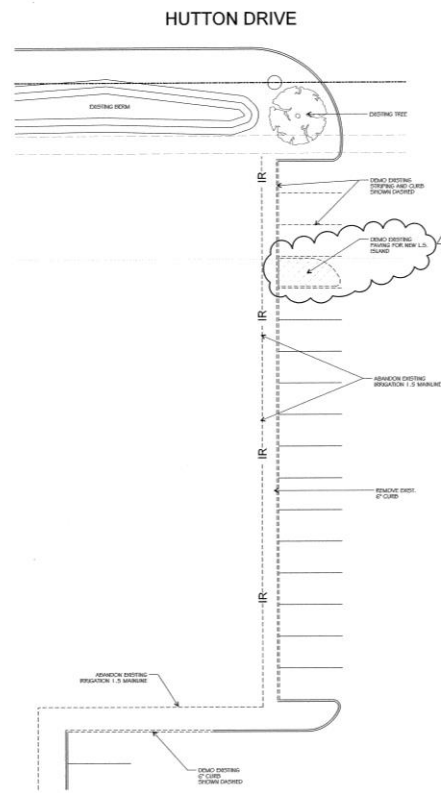 HUTTON DRIVE
EXISTING BERM
EXISTING TREE
IR
DEMO EXISTING
STRIPING AND CURB
SHOWN DASHED
DEMO EXISTING
PAVING FOR NEW L.S.
ISLAND
IR
ABANDON EXISTING
IRRIGATION 1.5 MAINLINE
IR
REMOVE EXIST.
6" CURB
IR
ABANDON EXISTING
IRRIGATION 1.5 MAINLINE
DEMO EXISTING
6" CURB
SHOWN DASHED